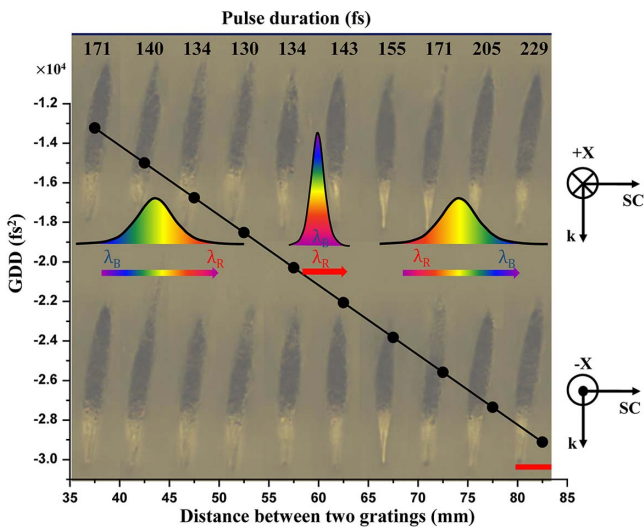 Pulse duration (fs)
171 140 134 130 134 143 155 171 205 229
×10⁴
-1.2
-1.4
-1.6
-1.8
-2.0
-2.2
-2.4
-2.6
-2.8
-3.0
GDD (fs²)
λB λR
λB
λR
λR λB
+X
SC
k
-X
SC
k
35 40 45 50 55 60 65 70 75 80 85
Distance between two gratings (mm)